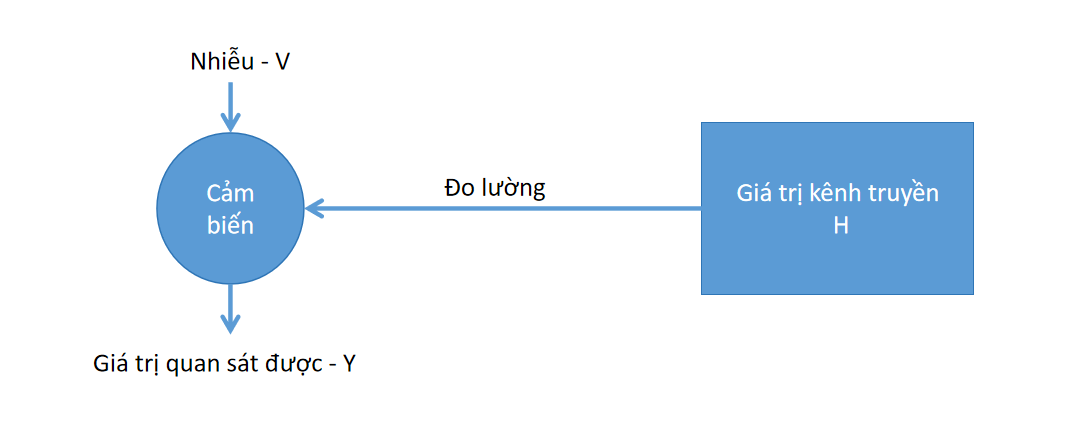 Nhiễu - V
Cảm
biến
Đo lường
Giá trị kênh truyền
H
Giá trị quan sát được - Y